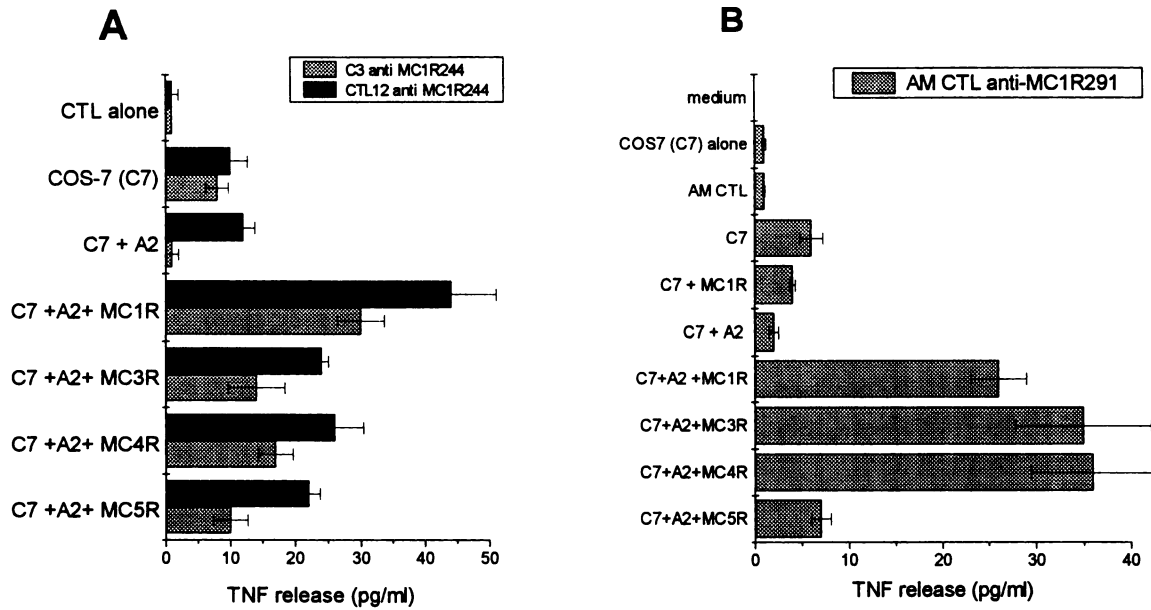 A
C3 anti MC1R244
CTL12 anti MC1R244
CTL alone
COS-7 (C7)
C7 + A2
C7 +A2+ MC1R
C7 +A2+ MC3R
C7 +A2+ MC4R
C7 +A2+ MC5R
0 10 20 30 40 50
TNF release (pg/ml)
B
AM CTL anti-MC1R291
medium
COS7 (C7) alone
AM CTL
C7
C7 + MC1R
C7 + A2
C7+A2 +MC1R
C7+A2+MC3R
C7+A2+MC4R
C7+A2+MC5R
0 10 20 30 40
TNF release (pg/ml)